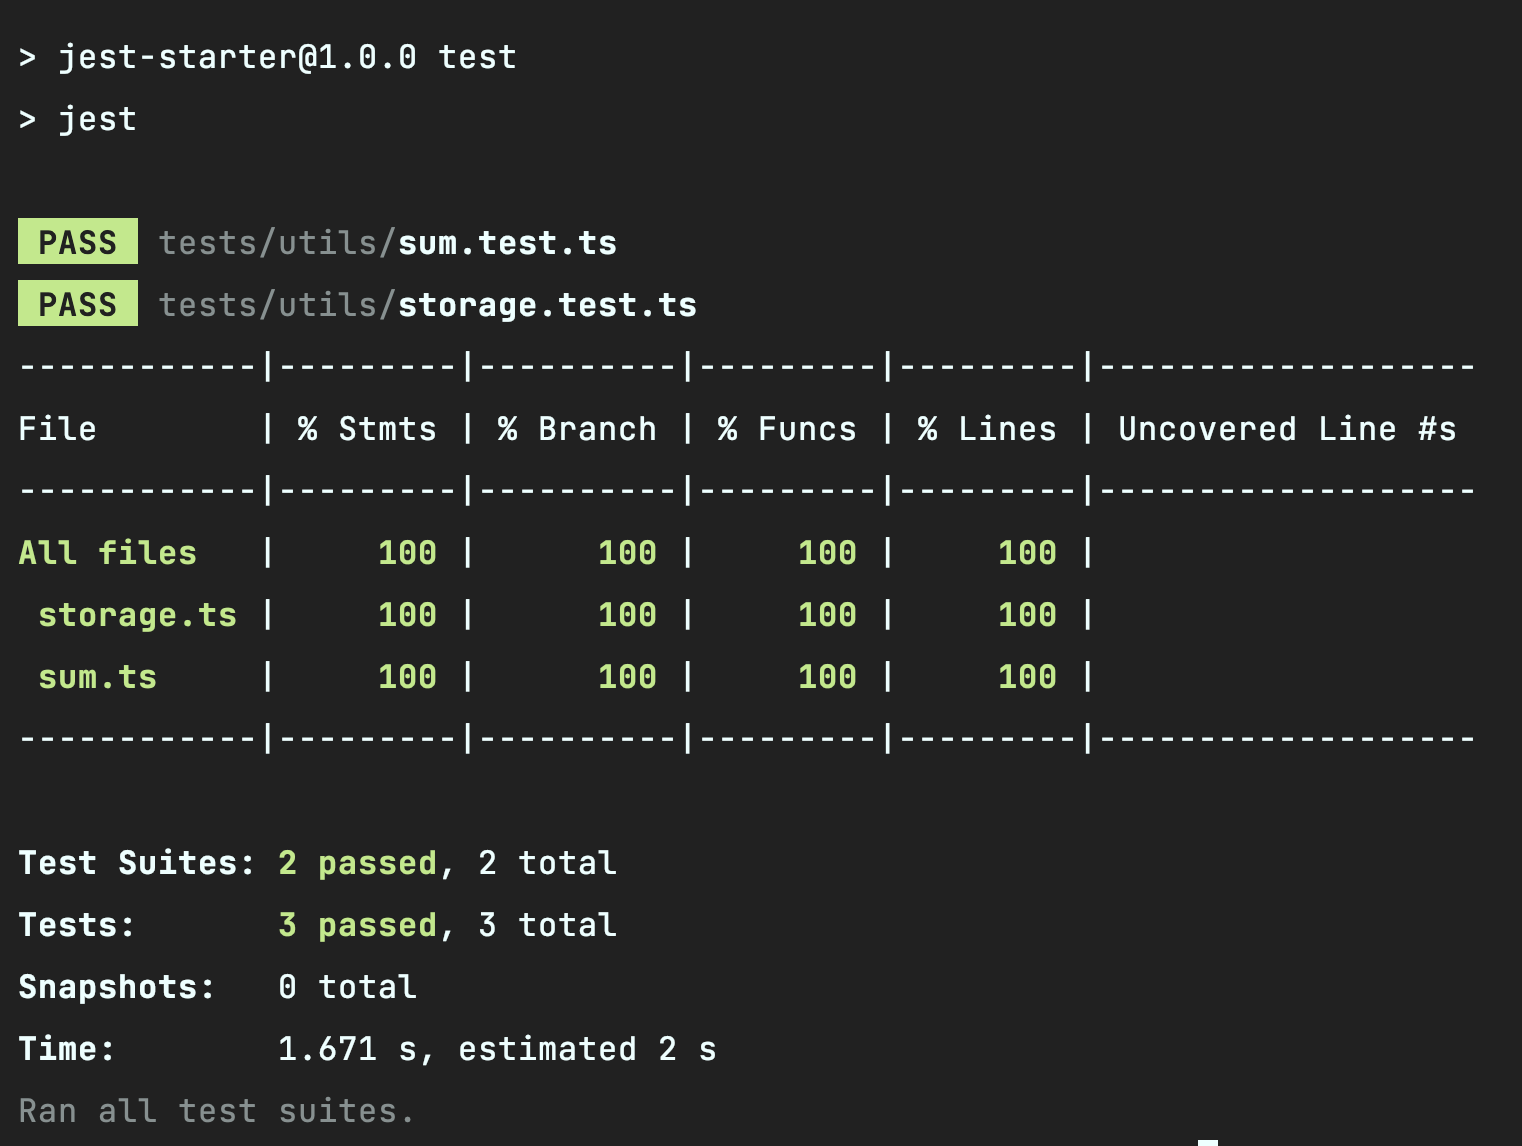 > jest-starter@1.0.0 test
> jest
PASS tests/utils/sum.test.ts
PASS tests/utils/storage.test.ts
------------|---------|----------|---------|---------|-------------------
File        | % Stmts | % Branch | % Funcs | % Lines | Uncovered Line #s
------------|---------|----------|---------|---------|-------------------
All files   |     100 |      100 |     100 |     100 |
 storage.ts |     100 |      100 |     100 |     100 |
 sum.ts     |     100 |      100 |     100 |     100 |
------------|---------|----------|---------|---------|-------------------
Test Suites: 2 passed, 2 total
Tests:       3 passed, 3 total
Snapshots:   0 total
Time:        1.671 s, estimated 2 s
Ran all test suites.